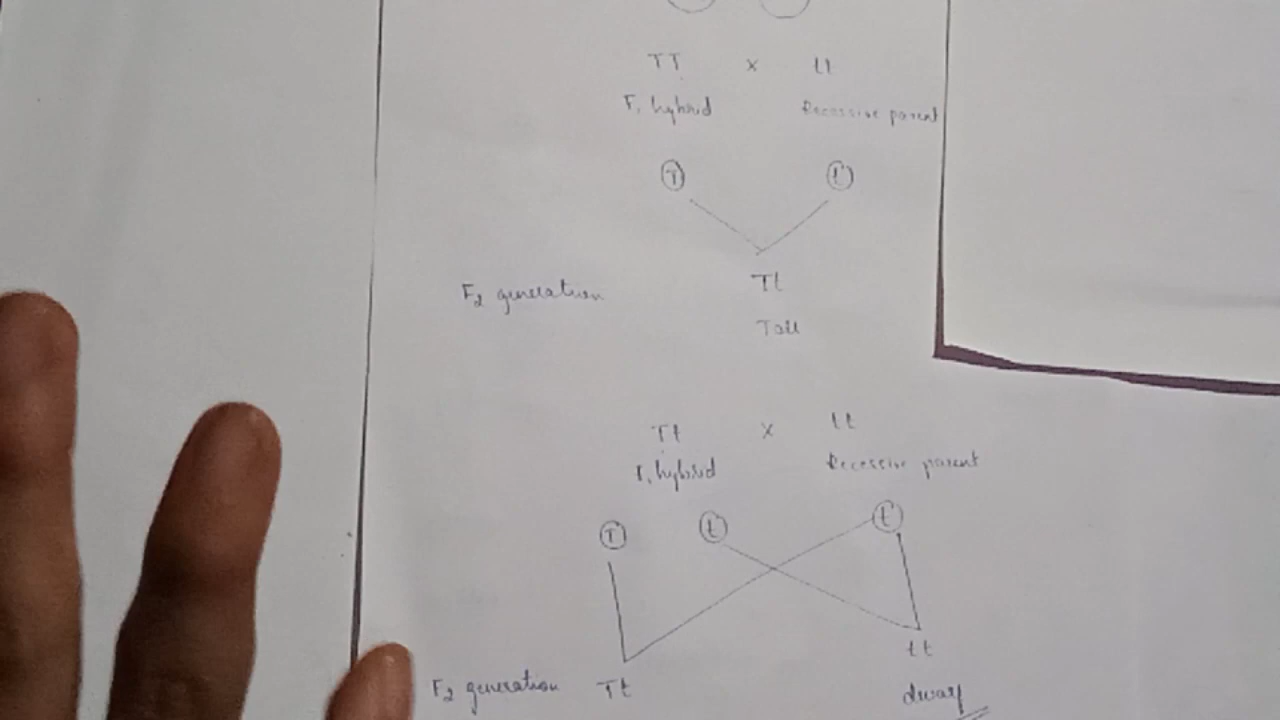 TT x tt
F1 hybrid Recessive parent
T t
Tt
F2 generation
Tall
Tt x tt
F1 hybrid Recessive parent
T t t
tt
F2 generation Tt
dwarf